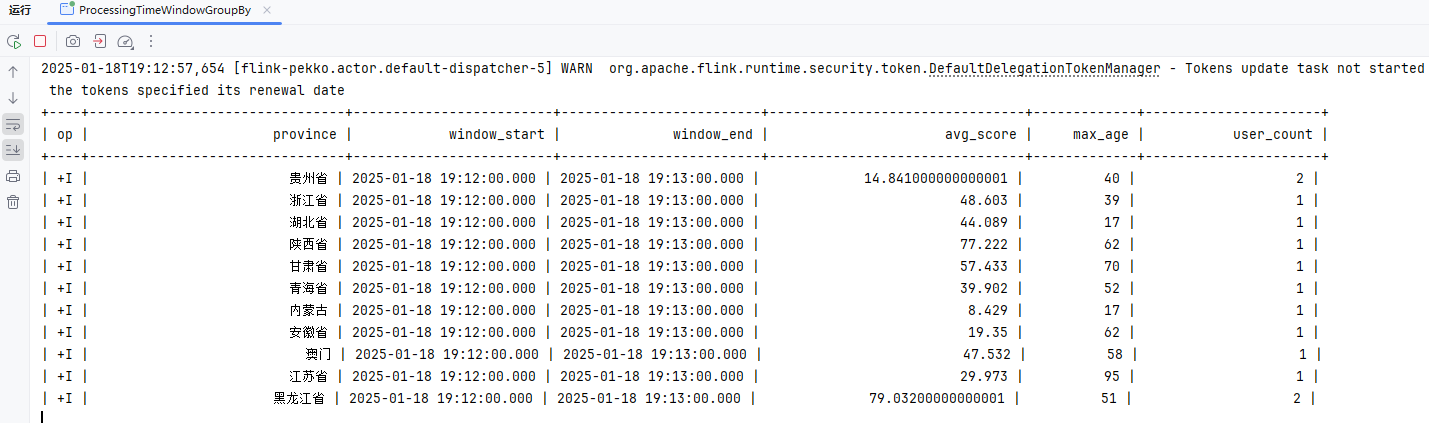 运行 ProcessingTimeWindowGroupBy
2025-01-18T19:12:57,654 [flink-pekko.actor.default-dispatcher-5] WARN  org.apache.flink.runtime.security.token.DefaultDelegationTokenManager - Tokens update task not started
the tokens specified its renewal date
+----+--------------------------------+-------------------------+-------------------------+--------------------------------+-------------+----------------------+
| op | province | window_start | window_end | avg_score | max_age | user_count |
+----+--------------------------------+-------------------------+-------------------------+--------------------------------+-------------+----------------------+
| +I | 贵州省 | 2025-01-18 19:12:00.000 | 2025-01-18 19:13:00.000 | 14.841000000000001 | 40 | 2 |
| +I | 浙江省 | 2025-01-18 19:12:00.000 | 2025-01-18 19:13:00.000 | 48.603 | 39 | 1 |
| +I | 湖北省 | 2025-01-18 19:12:00.000 | 2025-01-18 19:13:00.000 | 44.089 | 17 | 1 |
| +I | 陕西省 | 2025-01-18 19:12:00.000 | 2025-01-18 19:13:00.000 | 77.222 | 62 | 1 |
| +I | 甘肃省 | 2025-01-18 19:12:00.000 | 2025-01-18 19:13:00.000 | 57.433 | 70 | 1 |
| +I | 青海省 | 2025-01-18 19:12:00.000 | 2025-01-18 19:13:00.000 | 39.902 | 52 | 1 |
| +I | 内蒙古 | 2025-01-18 19:12:00.000 | 2025-01-18 19:13:00.000 | 8.429 | 17 | 1 |
| +I | 安徽省 | 2025-01-18 19:12:00.000 | 2025-01-18 19:13:00.000 | 19.35 | 62 | 1 |
| +I | 澳门 | 2025-01-18 19:12:00.000 | 2025-01-18 19:13:00.000 | 47.532 | 58 | 1 |
| +I | 江苏省 | 2025-01-18 19:12:00.000 | 2025-01-18 19:13:00.000 | 29.973 | 95 | 1 |
| +I | 黑龙江省 | 2025-01-18 19:12:00.000 | 2025-01-18 19:13:00.000 | 79.03200000000001 | 51 | 2 |